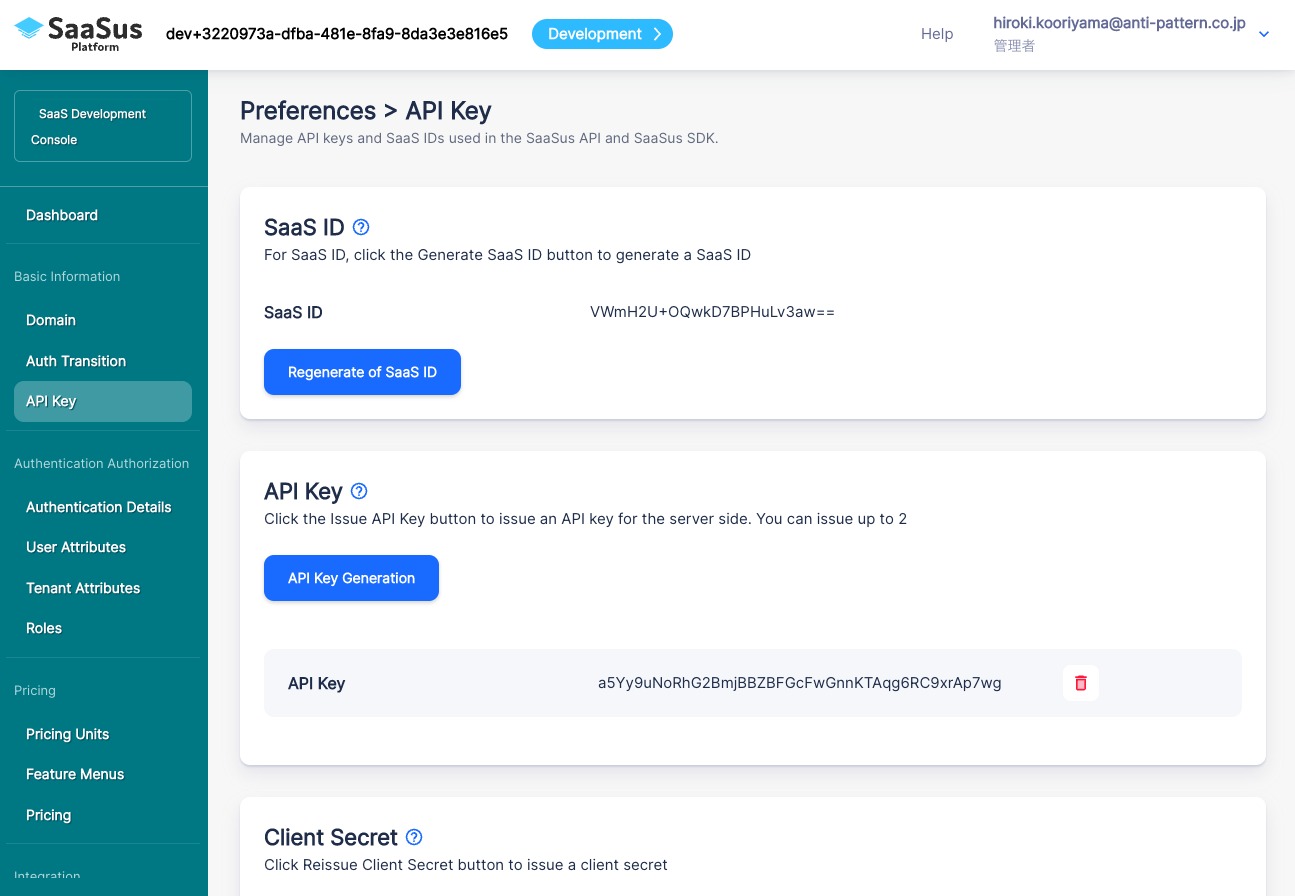 SaaSus
Platform
dev+3220973a-dfba-481e-8fa9-8da3e3e816e5
Development
Help
hiroki.kooriyama@anti-pattern.co.jp
管理者
SaaS Development
Console
Dashboard
Basic Information
Domain
Auth Transition
API Key
Authentication Authorization
Authentication Details
User Attributes
Tenant Attributes
Roles
Pricing
Pricing Units
Feature Menus
Pricing
Integration
Preferences > API Key
Manage API keys and SaaS IDs used in the SaaSus API and SaaSus SDK.
SaaS ID
For SaaS ID, click the Generate SaaS ID button to generate a SaaS ID
SaaS ID VWmH2U+OQwkD7BPHuLv3aw==
Regenerate of SaaS ID
API Key
Click the Issue API Key button to issue an API key for the server side. You can issue up to 2
API Key Generation
API Key a5Yy9uNoRhG2BmjBBZBFGcFwGnnKTAqg6RC9xrAp7wg
Client Secret
Click Reissue Client Secret button to issue a client secret